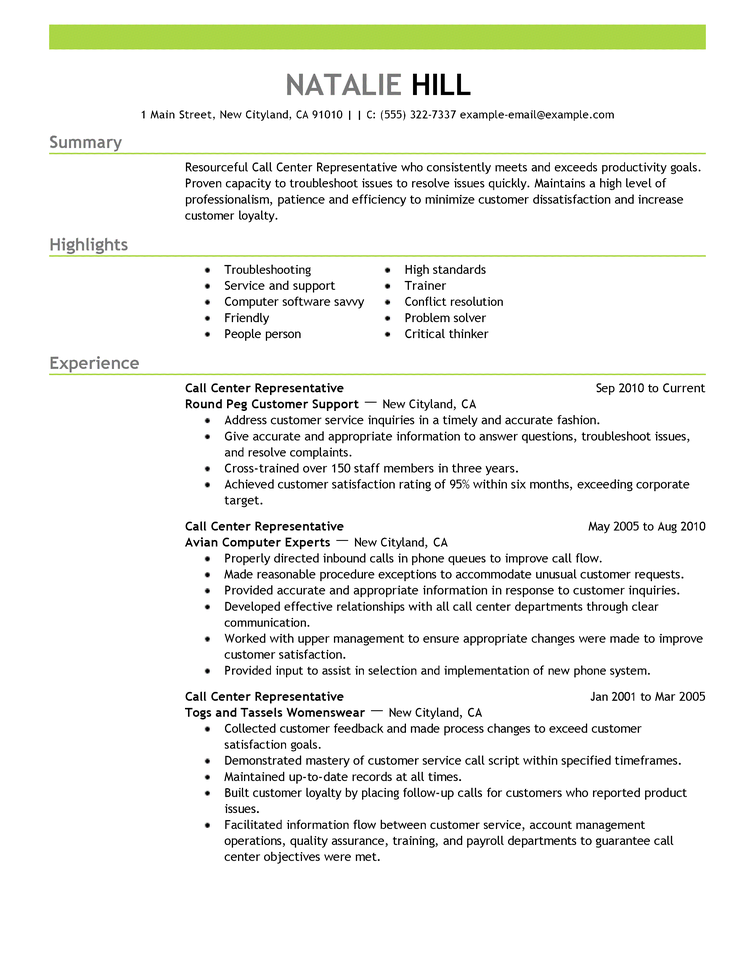 NATALIE HILL
1 Main Street, New Cityland, CA 91010 | | C: (555) 322-7337 example-email@example.com
Summary
Resourceful Call Center Representative who consistently meets and exceeds productivity goals.
Proven capacity to troubleshoot issues to resolve issues quickly. Maintains a high level of
professionalism, patience and efficiency to minimize customer dissatisfaction and increase
customer loyalty.
Highlights
• Troubleshooting
• Service and support
• Computer software savvy
• Friendly
• People person
• High standards
• Trainer
• Conflict resolution
• Problem solver
• Critical thinker
Experience
Call Center Representative Sep 2010 to Current
Round Peg Customer Support — New Cityland, CA
• Address customer service inquiries in a timely and accurate fashion.
• Give accurate and appropriate information to answer questions, troubleshoot issues,
and resolve complaints.
• Cross-trained over 150 staff members in three years.
• Achieved customer satisfaction rating of 95% within six months, exceeding corporate
target.
Call Center Representative May 2005 to Aug 2010
Avian Computer Experts — New Cityland, CA
• Properly directed inbound calls in phone queues to improve call flow.
• Made reasonable procedure exceptions to accommodate unusual customer requests.
• Provided accurate and appropriate information in response to customer inquiries.
• Developed effective relationships with all call center departments through clear
communication.
• Worked with upper management to ensure appropriate changes were made to improve
customer satisfaction.
• Provided input to assist in selection and implementation of new phone system.
Call Center Representative Jan 2001 to Mar 2005
Togs and Tassels Womenswear — New Cityland, CA
• Collected customer feedback and made process changes to exceed customer
satisfaction goals.
• Demonstrated mastery of customer service call script within specified timeframes.
• Maintained up-to-date records at all times.
• Built customer loyalty by placing follow-up calls for customers who reported product
issues.
• Facilitated information flow between customer service, account management
operations, quality assurance, training, and payroll departments to guarantee call
center objectives were met.